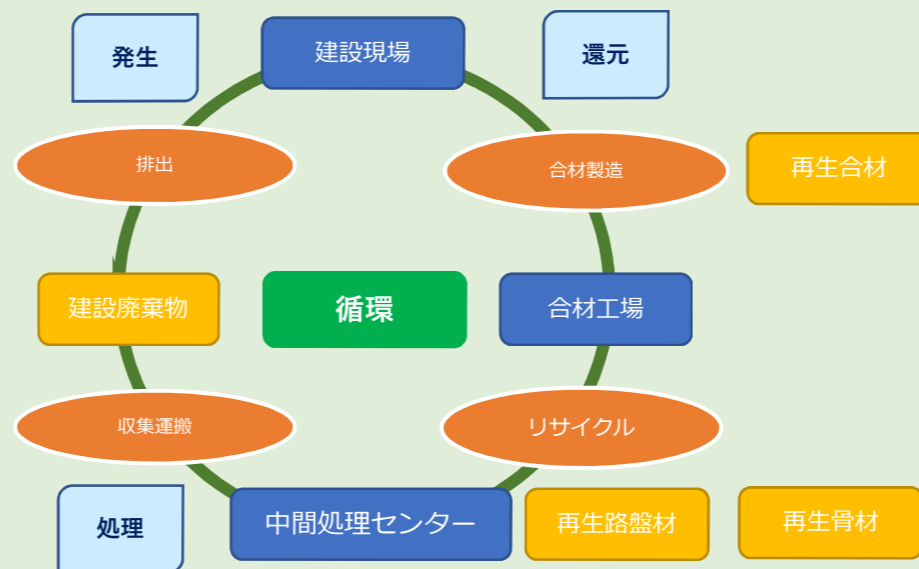 発生
建設現場
還元
排出
合材製造
再生合材
建設廃棄物
循環
合材工場
収集運搬
リサイクル
処理
中間処理センター
再生路盤材
再生骨材